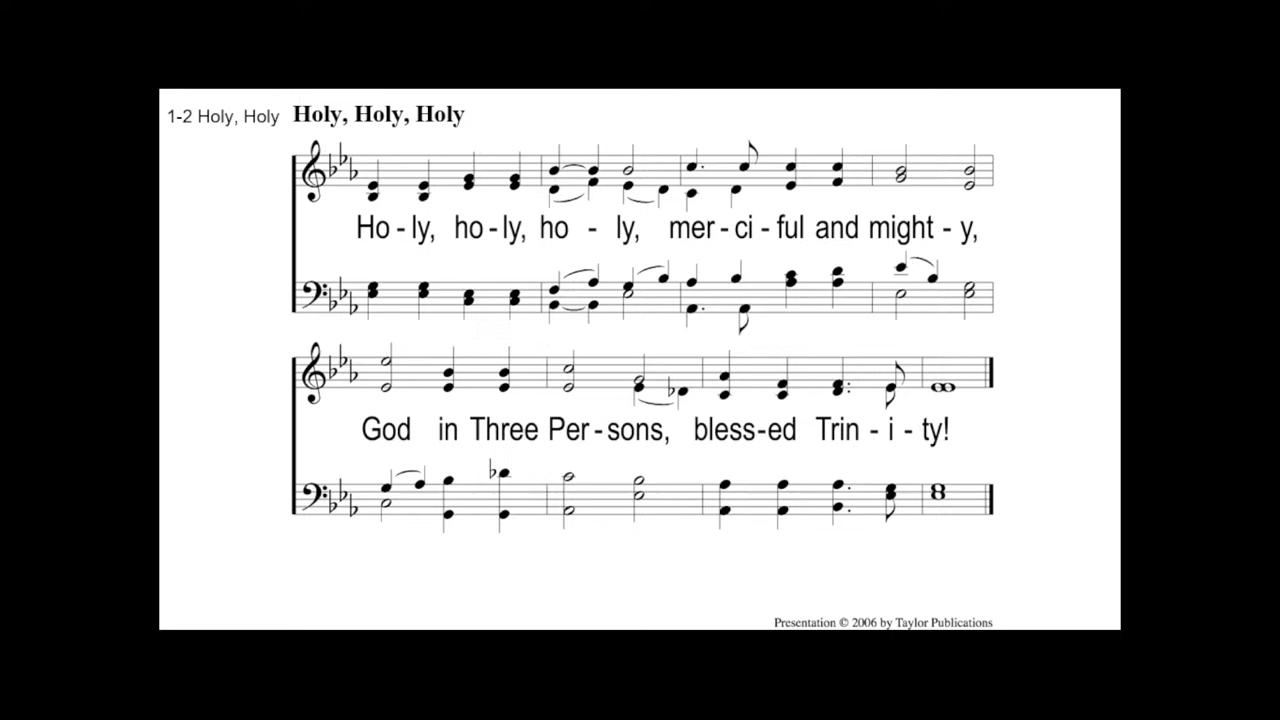 1-2 Holy, Holy Holy, Holy, Holy
Ho - ly, ho - ly, ho - ly, mer - ci - ful and might - y,
God in Three Per - sons, bless - ed Trin - i - ty!
Presentation © 2006 by Taylor Publications